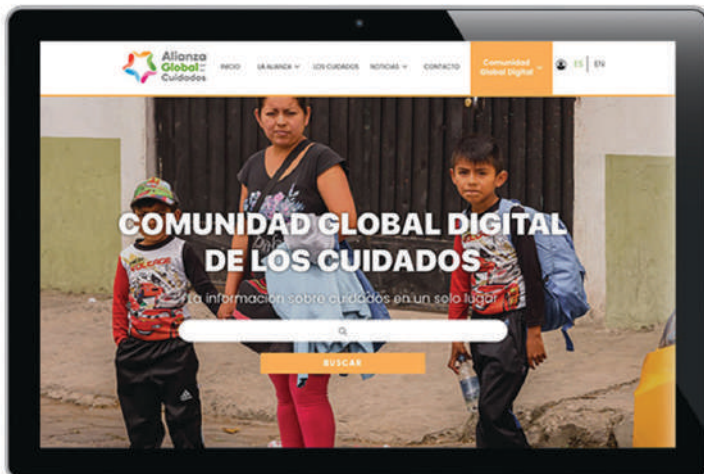 Alianza
Global de
Cuidados
INICIO LA ALIANZA LOS CUIDADOS NOTICIAS CONTACTO
Comunidad
Global Digital
ES | EN
COMUNIDAD GLOBAL DIGITAL
DE LOS CUIDADOS
La información sobre cuidados en un solo lugar
BUSCAR